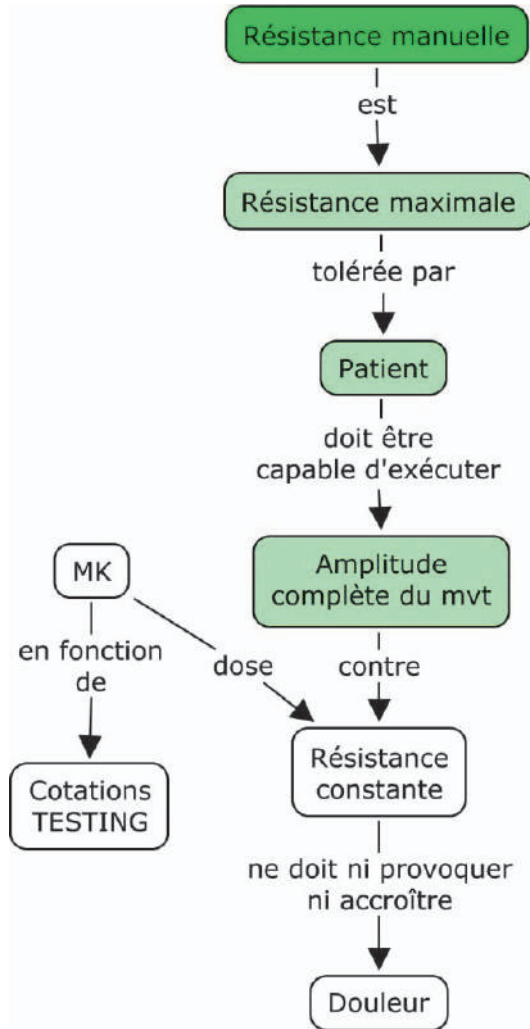 Résistance manuelle
est
Résistance maximale
tolérée par
Patient
doit être
capable d'exécuter
Amplitude
complète du mvt
MK
en fonction
de
dose
contre
Cotations
TESTING
Résistance
constante
ne doit ni provoquer
ni accroître
Douleur